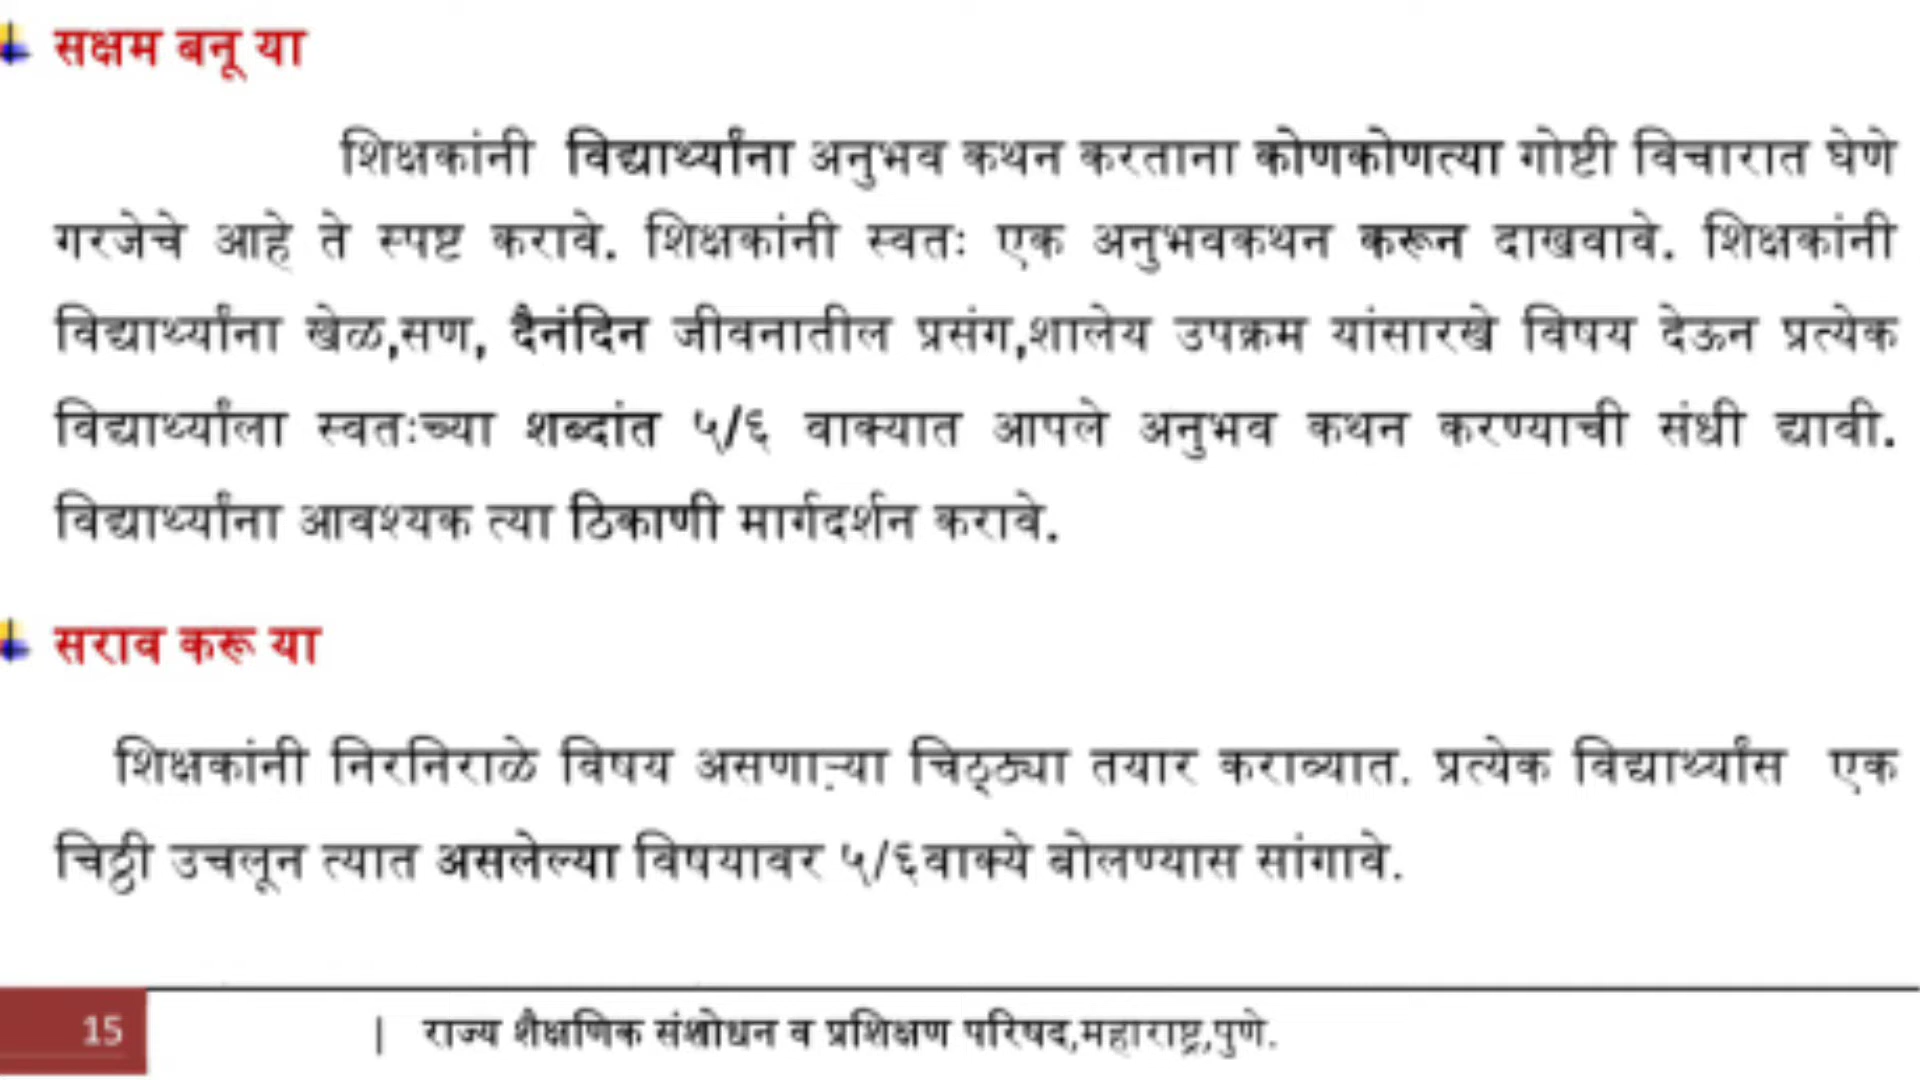 सक्षम बनू या
शिक्षकांनी विद्यार्थ्यांना अनुभव कथन करताना कोणकोणत्या गोष्टी विचारात घेणे
गरजेचे आहे ते स्पष्ट करावे. शिक्षकांनी स्वतः एक अनुभवकथन करून दाखवावे. शिक्षकांनी
विद्यार्थ्यांना खेळ,सण, दैनंदिन जीवनातील प्रसंग,शालेय उपक्रम यांसारखे विषय देऊन प्रत्येक
विद्यार्थ्यांला स्वतःच्या शब्दांत ५/६ वाक्यात आपले अनुभव कथन करण्याची संधी द्यावी.
विद्यार्थ्यांना आवश्यक त्या ठिकाणी मार्गदर्शन करावे.
सराव करू या
शिक्षकांनी निरनिराळे विषय असणाऱ्या चिठ्ठ्या तयार कराव्यात. प्रत्येक विद्यार्थ्यांस एक
चिठ्ठी उचलून त्यात असलेल्या विषयावर ५/६वाक्ये बोलण्यास सांगावे.
15 | राज्य शैक्षणिक संशोधन व प्रशिक्षण परिषद,महाराष्ट्र,पुणे.